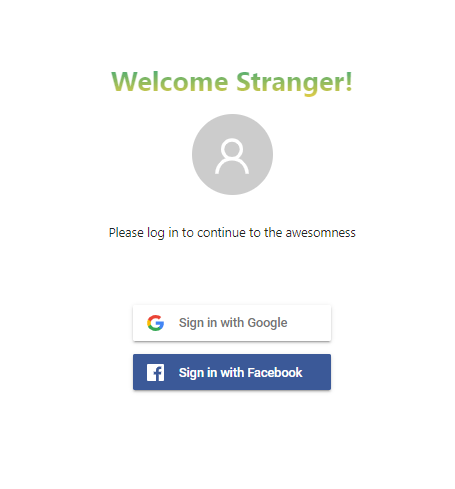 Welcome Stranger!
Please log in to continue to the awesomness
Sign in with Google
Sign in with Facebook